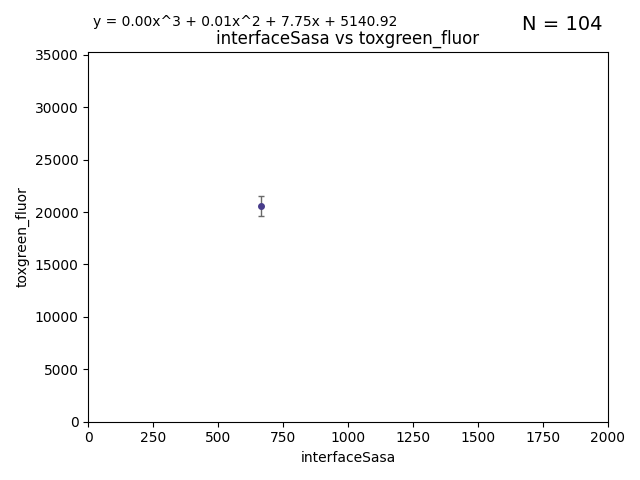 y = 0.00x^3 + 0.01x^2 + 7.75x + 5140.92
N = 104
interfaceSasa vs toxgreen_fluor
35000
30000
25000
20000
15000
10000
5000
0
toxgreen_fluor
0 250 500 750 1000 1250 1500 1750 2000
interfaceSasa